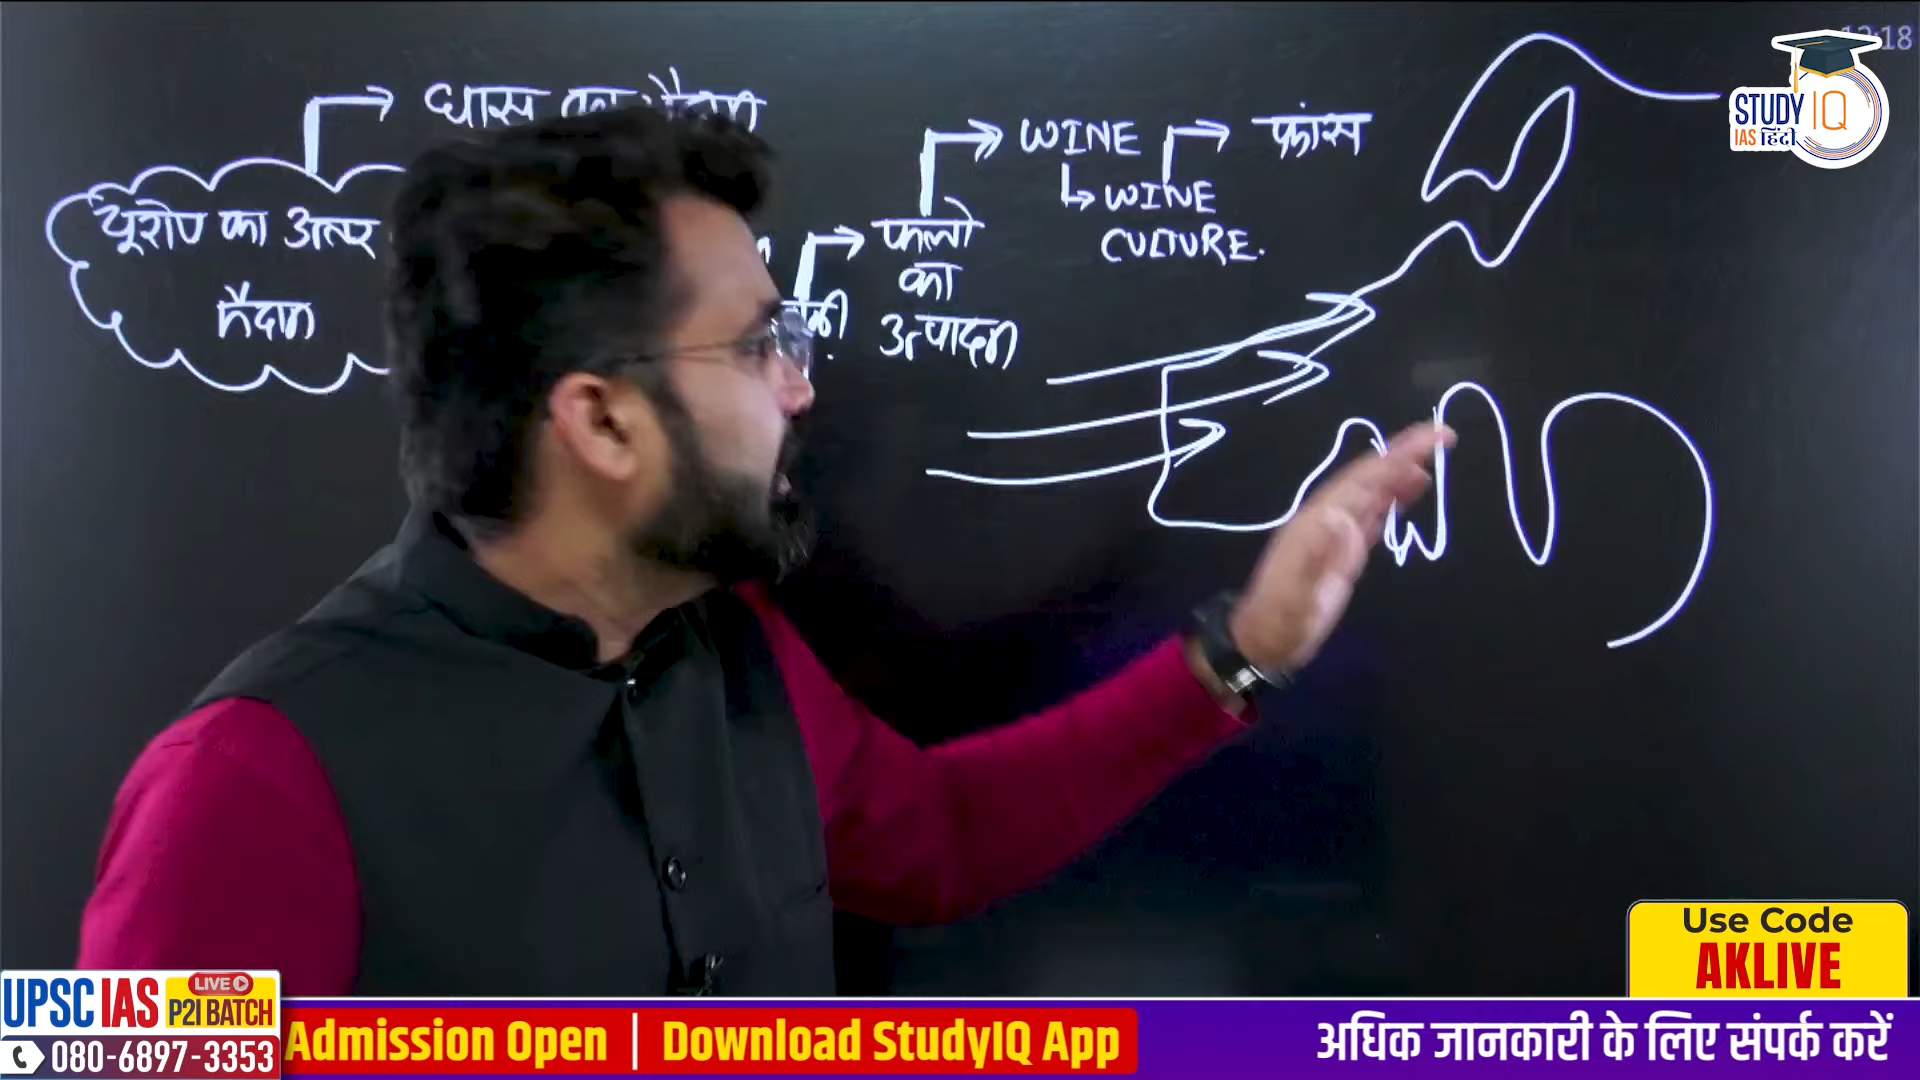 घास का मैदान
यूरोप का उत्तर
मैदान
फलो
का
उत्पादन
WINE
WINE
CULTURE.
फ्रांस
STUDY IQ
IAS हिंदी
Use Code
AKLIVE
UPSC IAS LIVE
P2I BATCH
080-6897-3353
Admission Open | Download StudyIQ App
अधिक जानकारी के लिए संपर्क करें